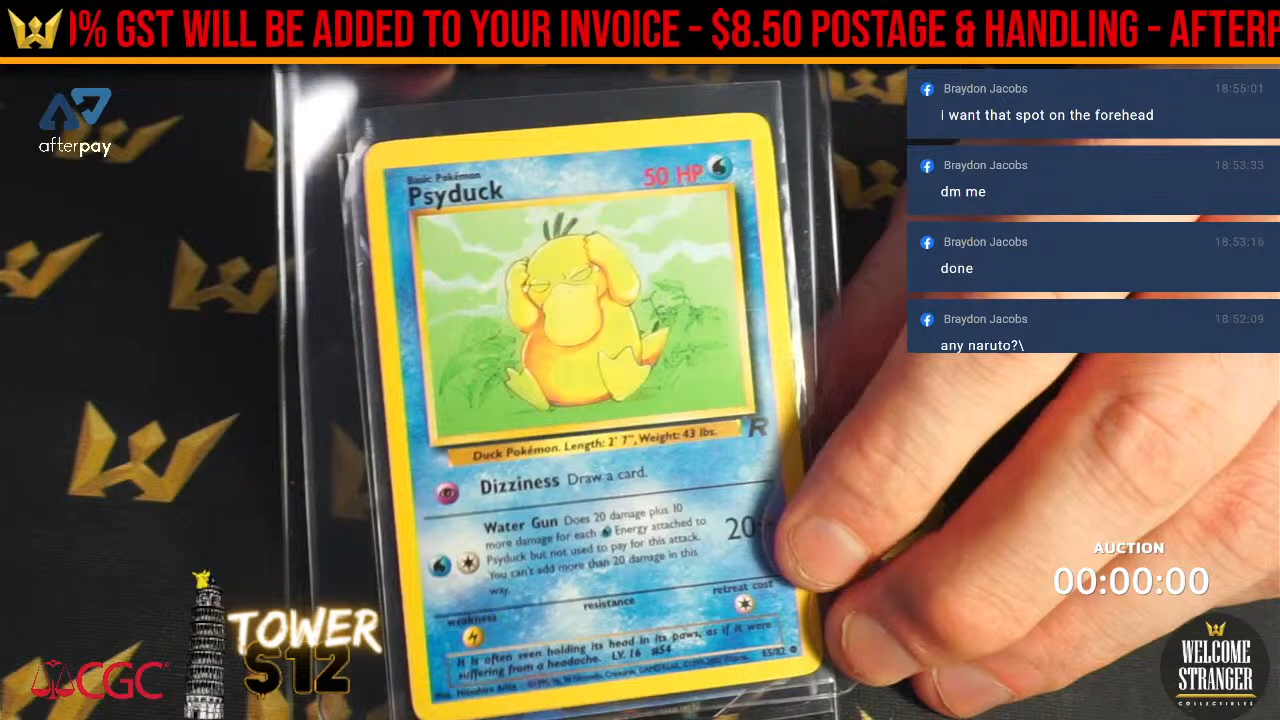 % GST WILL BE ADDED TO YOUR INVOICE - $8.50 POSTAGE & HANDLING - AFTERP
afterpay
Braydon Jacobs 18:55:01
I want that spot on the forehead
Braydon Jacobs 18:53:33
dm me
Braydon Jacobs 18:53:16
done
Braydon Jacobs 18:52:09
any naruto?\
Basic Pokémon
Psyduck 50 HP
Duck Pokémon. Length: 2' 7", Weight: 43 lbs.
R
Dizziness Draw a card.
Water Gun Does 20 damage plus 10
more damage for each Energy attached to
Psyduck but not used to pay for this attack.
You can't add more than 20 damage in this
way.
20
weakness resistance retreat cost
It is often seen holding its head in its paws, as if it were
suffering from a headache. LV. 16 #54
65/82
AUCTION
00:00:00
CGC
TOWER
S12
WELCOME
STRANGER
COLLECTIBLES